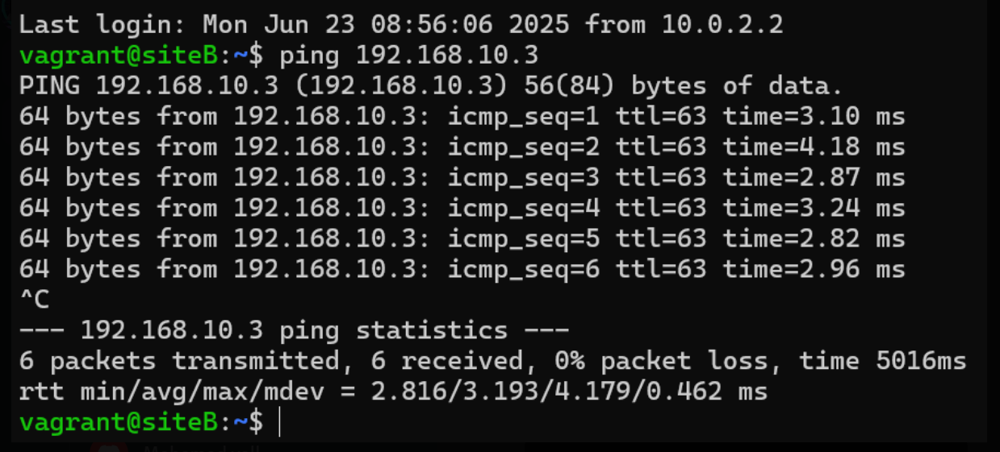 Last login: Mon Jun 23 08:56:06 2025 from 10.0.2.2
vagrant@siteB:~$ ping 192.168.10.3
PING 192.168.10.3 (192.168.10.3) 56(84) bytes of data.
64 bytes from 192.168.10.3: icmp_seq=1 ttl=63 time=3.10 ms
64 bytes from 192.168.10.3: icmp_seq=2 ttl=63 time=4.18 ms
64 bytes from 192.168.10.3: icmp_seq=3 ttl=63 time=2.87 ms
64 bytes from 192.168.10.3: icmp_seq=4 ttl=63 time=3.24 ms
64 bytes from 192.168.10.3: icmp_seq=5 ttl=63 time=2.82 ms
64 bytes from 192.168.10.3: icmp_seq=6 ttl=63 time=2.96 ms
^C
--- 192.168.10.3 ping statistics ---
6 packets transmitted, 6 received, 0% packet loss, time 5016ms
rtt min/avg/max/mdev = 2.816/3.193/4.179/0.462 ms
vagrant@siteB:~$